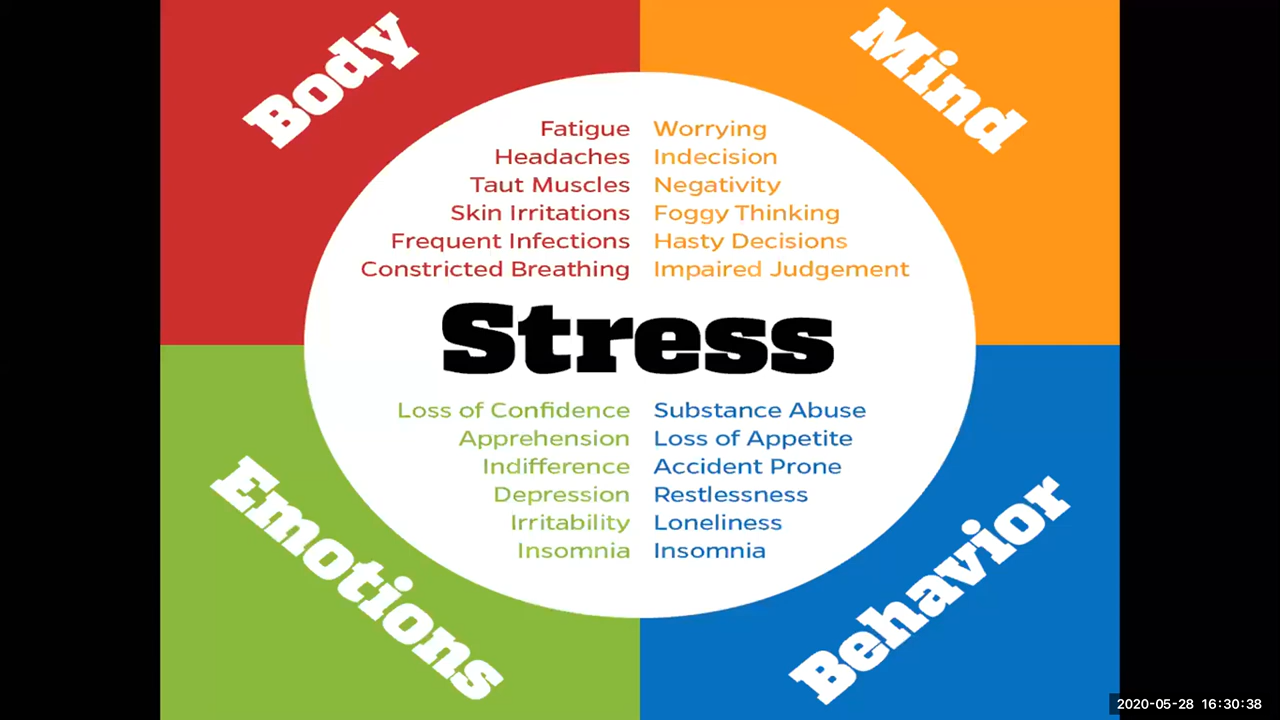 Body
Mind
Fatigue Worrying
Headaches Indecision
Taut Muscles Negativity
Skin Irritations Foggy Thinking
Frequent Infections Hasty Decisions
Constricted Breathing Impaired Judgement
Stress
Loss of Confidence Substance Abuse
Apprehension Loss of Appetite
Indifference Accident Prone
Depression Restlessness
Irritability Loneliness
Insomnia Insomnia
Emotions
Behavior
2020-05-28 16:30:38